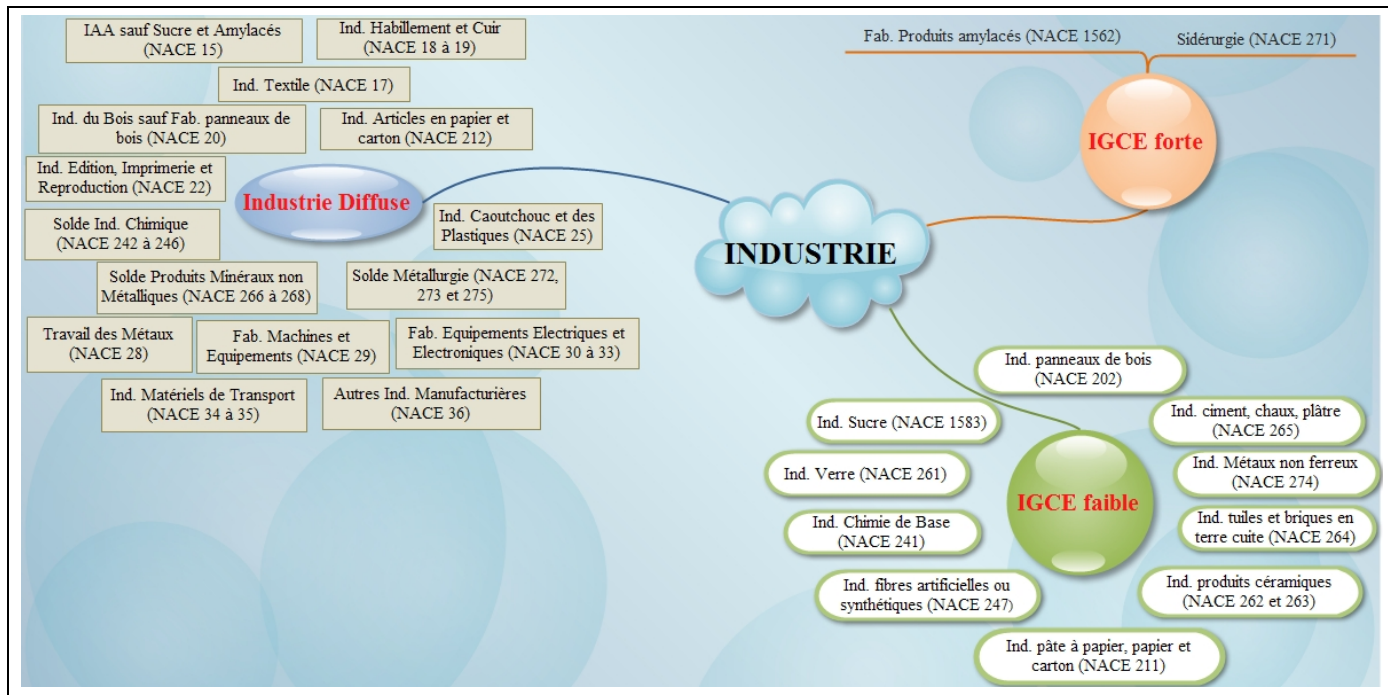 IAA sauf Sucre et Amylacés
(NACE 15)
Ind. Habillement et Cuir
(NACE 18 à 19)
Ind. Textile (NACE 17)
Ind. du Bois sauf Fab. panneaux de
bois (NACE 20)
Ind. Articles en papier et
carton (NACE 212)
Ind. Edition, Imprimerie et
Reproduction (NACE 22)
Industrie Diffuse
Solde Ind. Chimique
(NACE 242 à 246)
Ind. Caoutchouc et des
Plastiques (NACE 25)
Solde Produits Minéraux non
Métalliques (NACE 266 à 268)
Solde Métallurgie (NACE 272,
273 et 275)
Travail des Métaux
(NACE 28)
Fab. Machines et
Equipements (NACE 29)
Fab. Equipements Electriques et
Electroniques (NACE 30 à 33)
Ind. Matériels de Transport
(NACE 34 à 35)
Autres Ind. Manufacturières
(NACE 36)
INDUSTRIE
Fab. Produits amylacés (NACE 1562)
Sidérurgie (NACE 271)
IGCE forte
Ind. panneaux de bois
(NACE 202)
Ind. Sucre (NACE 1583)
Ind. ciment, chaux, plâtre
(NACE 265)
Ind. Verre (NACE 261)
IGCE faible
Ind. Métaux non ferreux
(NACE 274)
Ind. Chimie de Base
(NACE 241)
Ind. tuiles et briques en
terre cuite (NACE 264)
Ind. fibres artificielles ou
synthétiques (NACE 247)
Ind. produits céramiques
(NACE 262 et 263)
Ind. pâte à papier, papier et
carton (NACE 211)